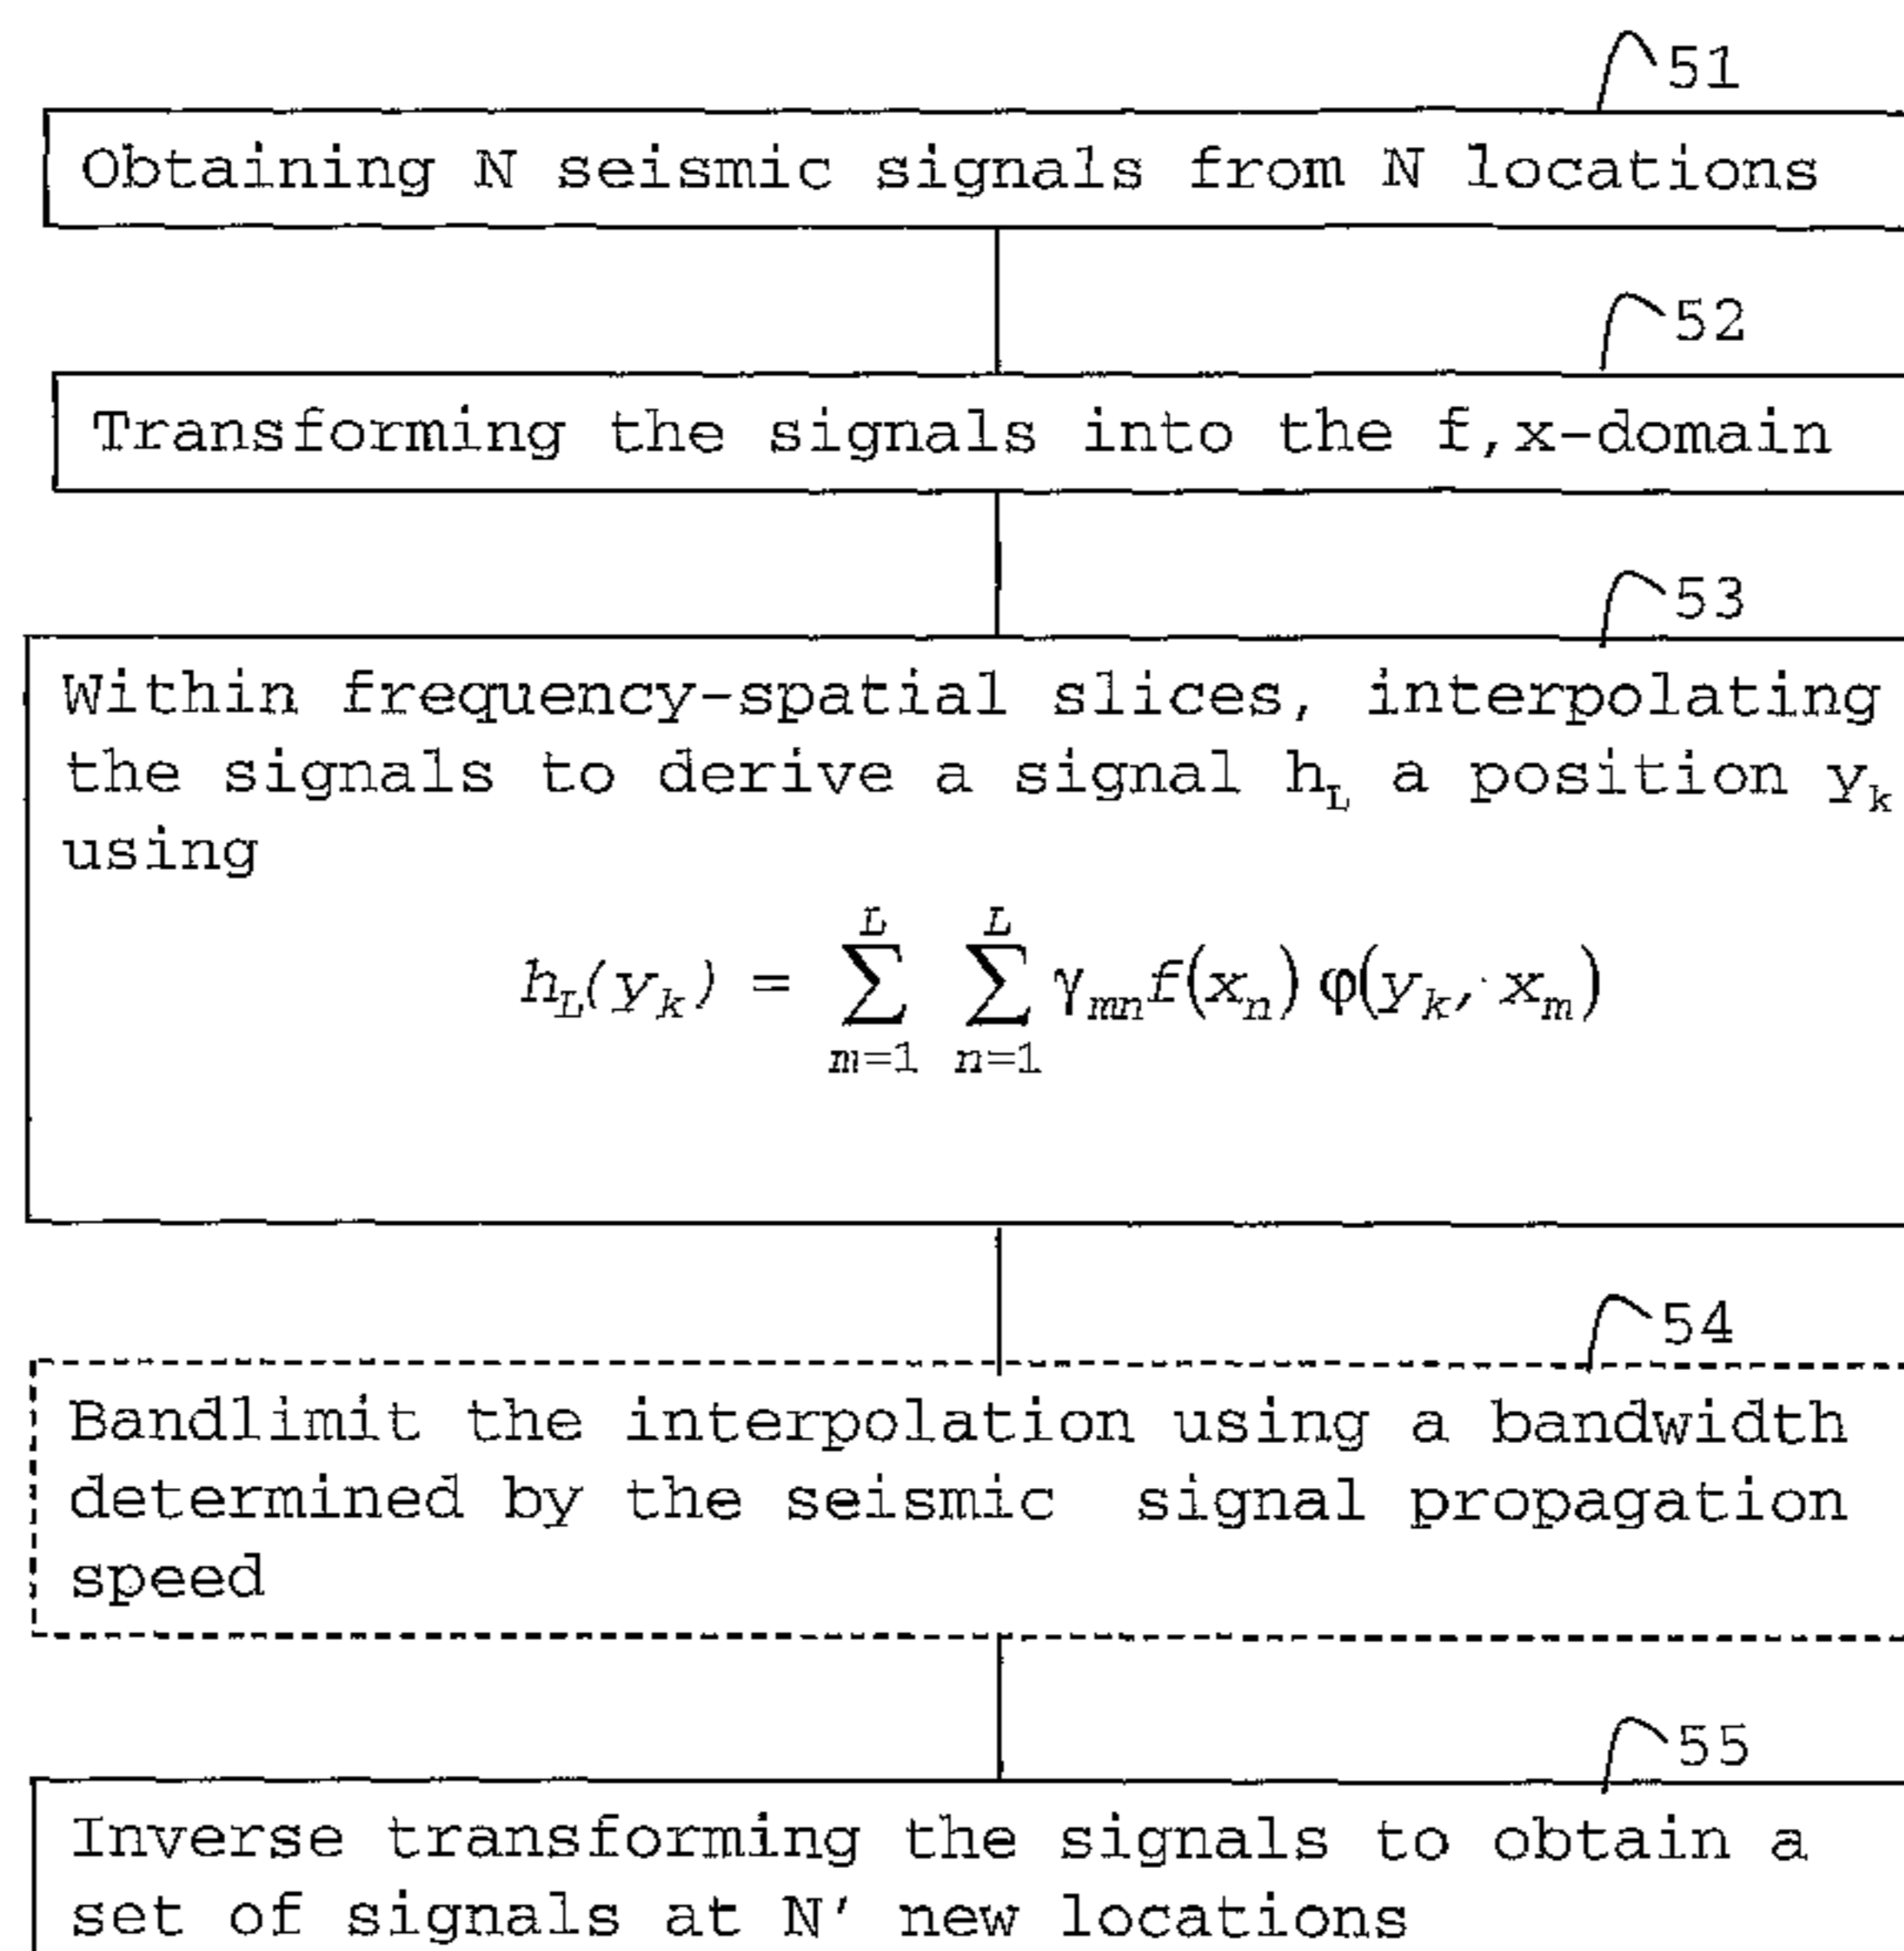 51
Obtaining N seismic signals from N locations
52
Transforming the signals into the f,x-domain
53
Within frequency-spatial slices, interpolating
the signals to derive a signal h_L a position y_k
using
h_L(y_k) = \sum_{m=1}^{L} \sum_{n=1}^{L} γ_{mn} f(x_n) φ(y_k, x_m)
54
Bandlimit the interpolation using a bandwidth
determined by the seismic signal propagation
speed
55
Inverse transforming the signals to obtain a
set of signals at N' new locations